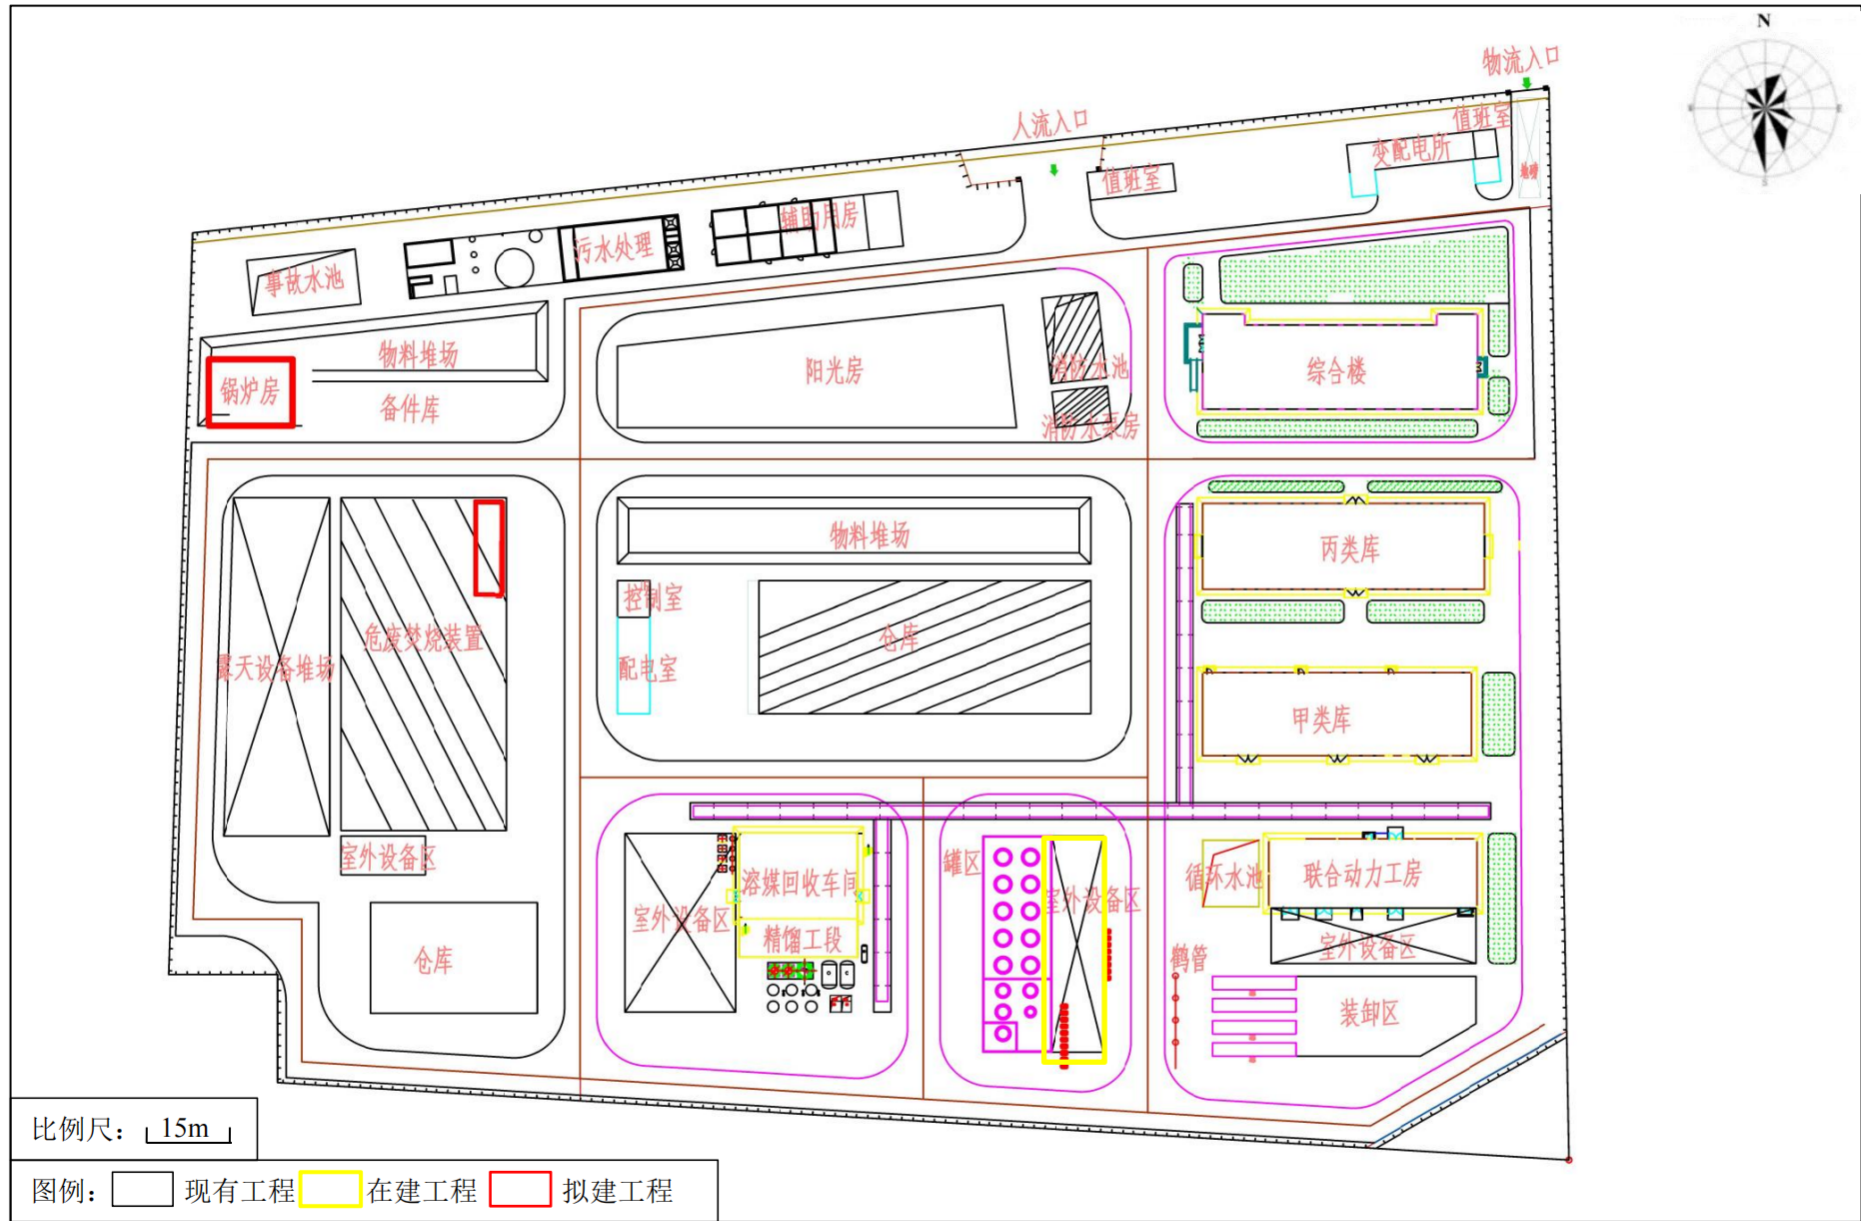 N
物流入口
人流入口
值班室
变配电所
值班室
地磅
辅助用房
污水处理
事故水池
物料堆场
锅炉房
备件库
阳光房
消防水池
消防水泵房
综合楼
物料堆场
丙类库
控制室
仓库
危废焚烧装置
露天设备堆场
配电室
甲类库
室外设备区
溶媒回收车间
罐区
循环水池
联合动力工房
室外设备区
室外设备区
精馏工段
仓库
鹤管
室外设备区
装卸区
比例尺： 15m
图例： 现有工程 在建工程 拟建工程